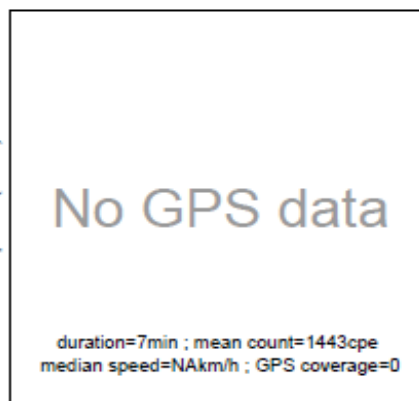 No GPS data
duration=7min ; mean count=1443cpe
median speed=NAkm/h ; GPS coverage=0